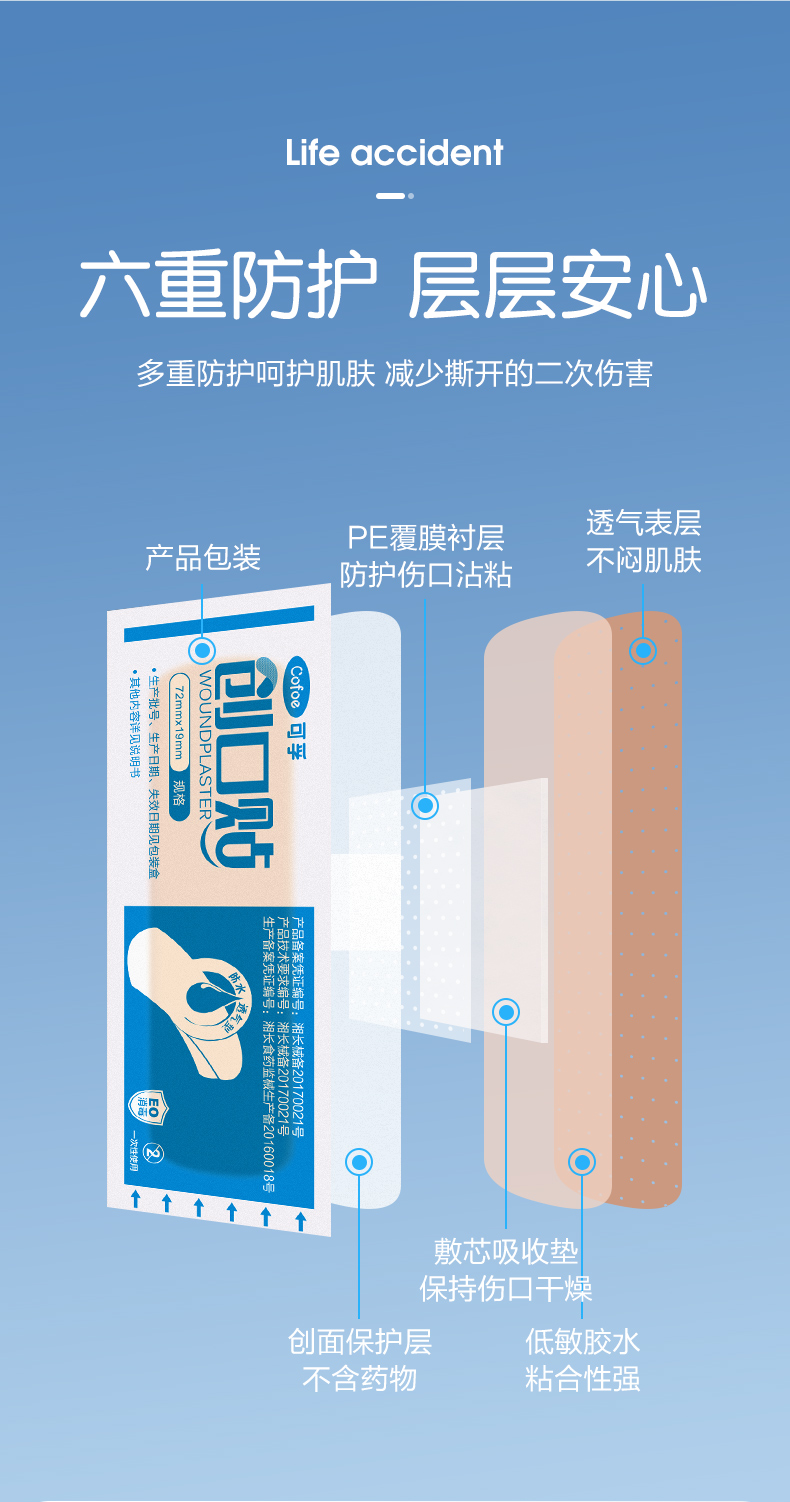 Life accident
六重防护 层层安心
多重防护呵护肌肤 减少撕开的二次伤害
产品包装
PE覆膜衬层
防护伤口沾粘
透气表层
不闷肌肤
Cofoe 可孚
创口贴
WOUNDPLASTER
72mmx19mm 规格
•生产批号、生产日期、失效日期见包装盒
•其他内容详见说明书
产品备案凭证编号：湘长械备20170021号
产品技术要求编号：湘长械备20170021号
生产备案凭证编号：湘长食药监械生产备20160018号
防水 透气型
EO
消毒
2
一次性使用
敷芯吸收垫
保持伤口干燥
创面保护层
不含药物
低敏胶水
粘合性强